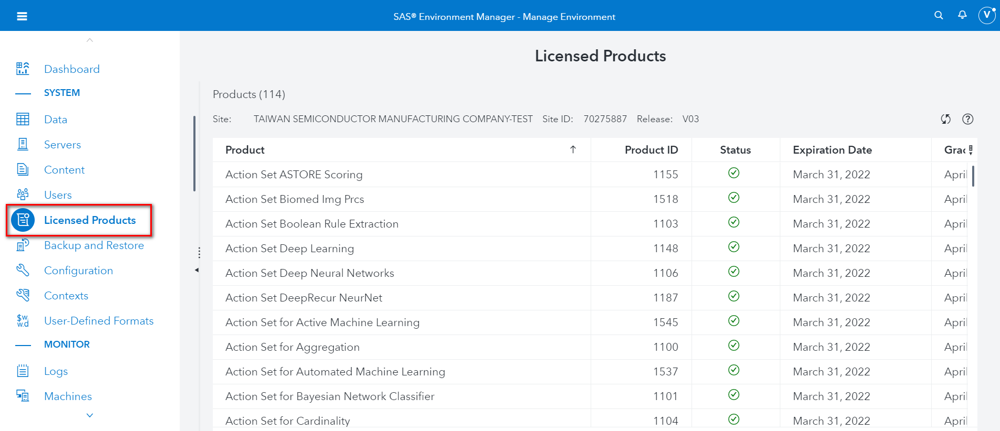 SAS® Environment Manager - Manage Environment
V
Dashboard
SYSTEM
Data
Servers
Content
Users
Licensed Products
Backup and Restore
Configuration
Contexts
$w.
w.d
User-Defined Formats
MONITOR
Logs
Machines
Licensed Products
Products (114)
Site: TAIWAN SEMICONDUCTOR MANUFACTURING COMPANY-TEST Site ID: 70275887 Release: V03
Product Product ID Status Expiration Date Grac
Action Set ASTORE Scoring 1155 March 31, 2022 April
Action Set Biomed Img Prcs 1518 March 31, 2022 April
Action Set Boolean Rule Extraction 1103 March 31, 2022 April
Action Set Deep Learning 1148 March 31, 2022 April
Action Set Deep Neural Networks 1106 March 31, 2022 April
Action Set DeepRecur NeurNet 1187 March 31, 2022 April
Action Set for Active Machine Learning 1545 March 31, 2022 April
Action Set for Aggregation 1100 March 31, 2022 April
Action Set for Automated Machine Learning 1537 March 31, 2022 April
Action Set for Bayesian Network Classifier 1101 March 31, 2022 April
Action Set for Cardinality 1104 March 31, 2022 April